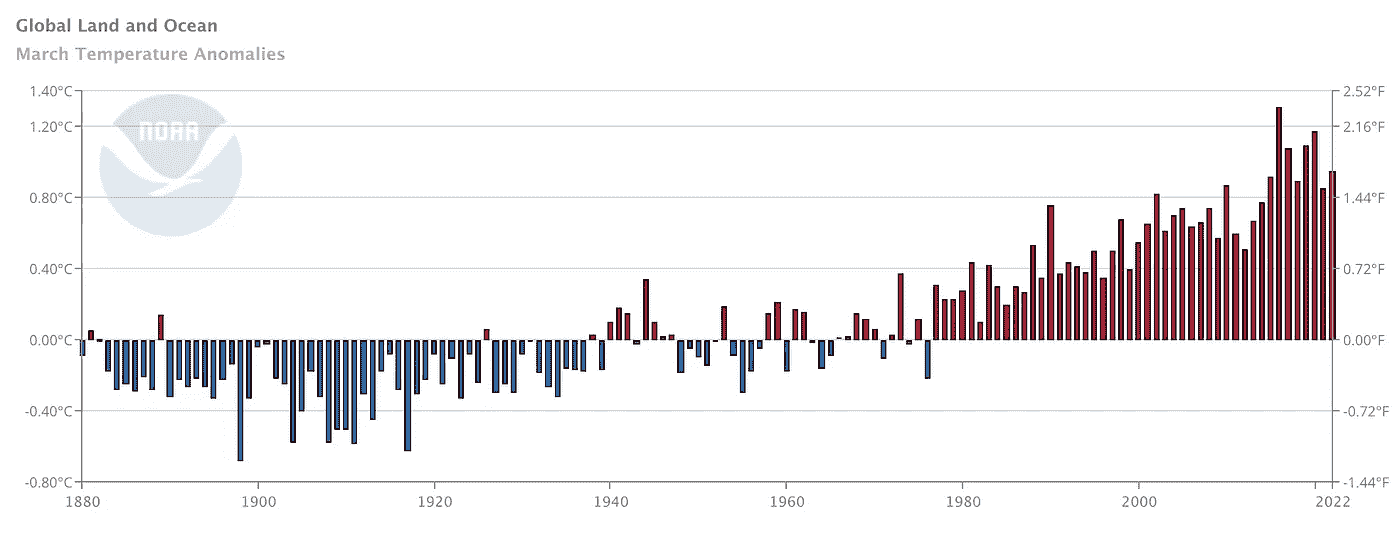 Global Land and Ocean
March Temperature Anomalies
1.40°C 2.52°F
NOAA
1.20°C 2.16°F
0.80°C 1.44°F
0.40°C 0.72°F
0.00°C 0.00°F
-0.40°C -0.72°F
-0.80°C -1.44°F
1880 1900 1920 1940 1960 1980 2000 2022